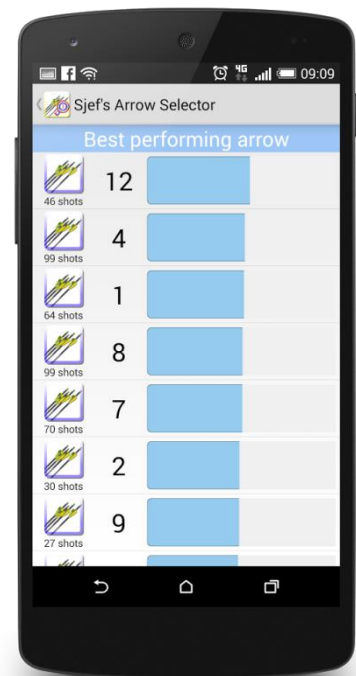 4G
09:09
Sjef's Arrow Selector
Best performing arrow
12
46 shots
4
99 shots
1
64 shots
8
99 shots
7
70 shots
2
30 shots
9
27 shots